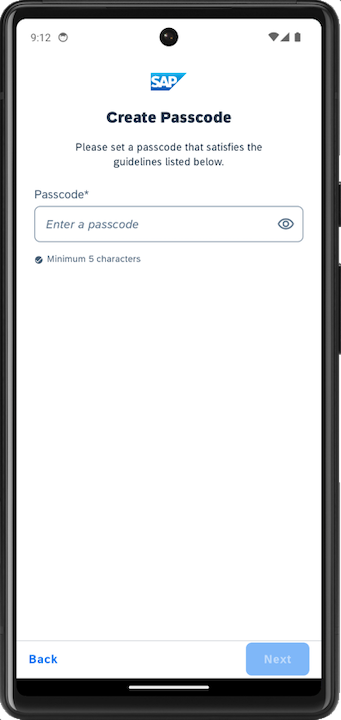 9:12
SAP
Create Passcode
Please set a passcode that satisfies the
guidelines listed below.
Passcode*
Enter a passcode
Minimum 5 characters
Back
Next